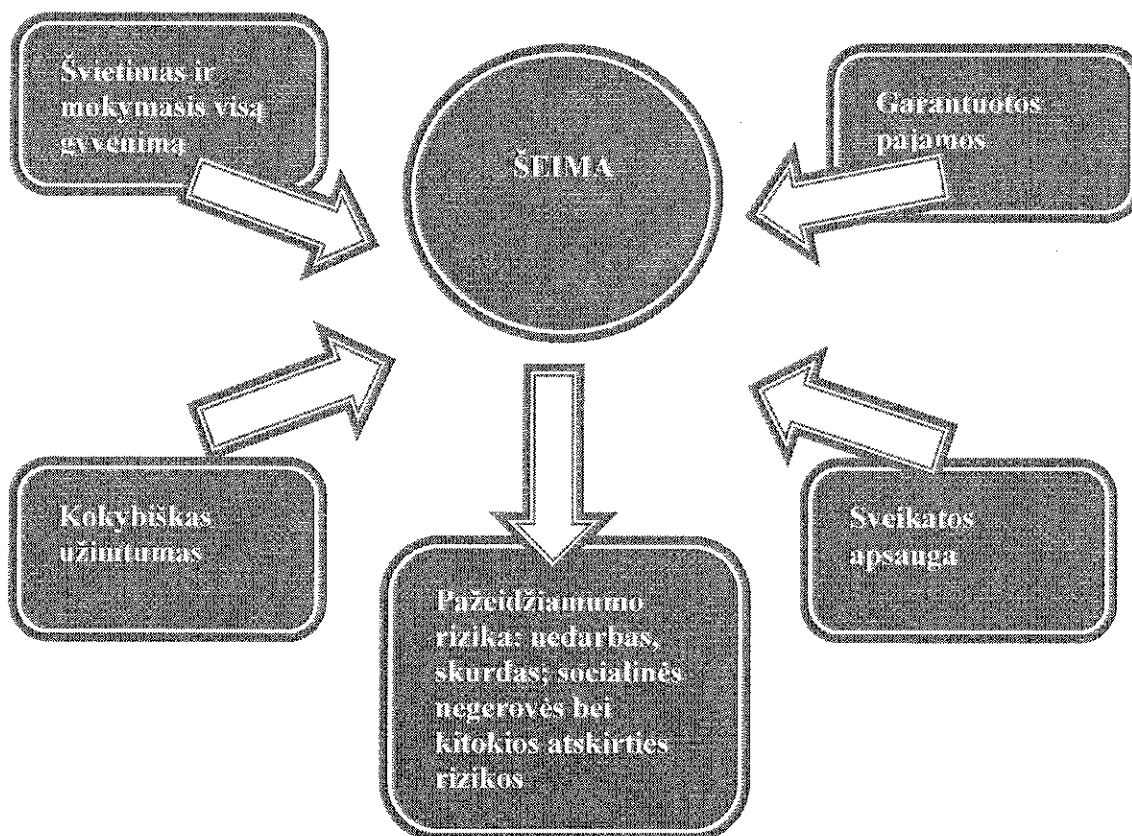 Švietimas ir
mokymasis visą
gyvenimą
ŠEIMA
Garantuotos
pajamos
Kokybiškas
užimtumas
Sveikatos
apsauga
Pažeidžiamumo
rizika: nedarbas,
skurdas; socialinės
negerovės bei
kitokios atskirties
rizikos